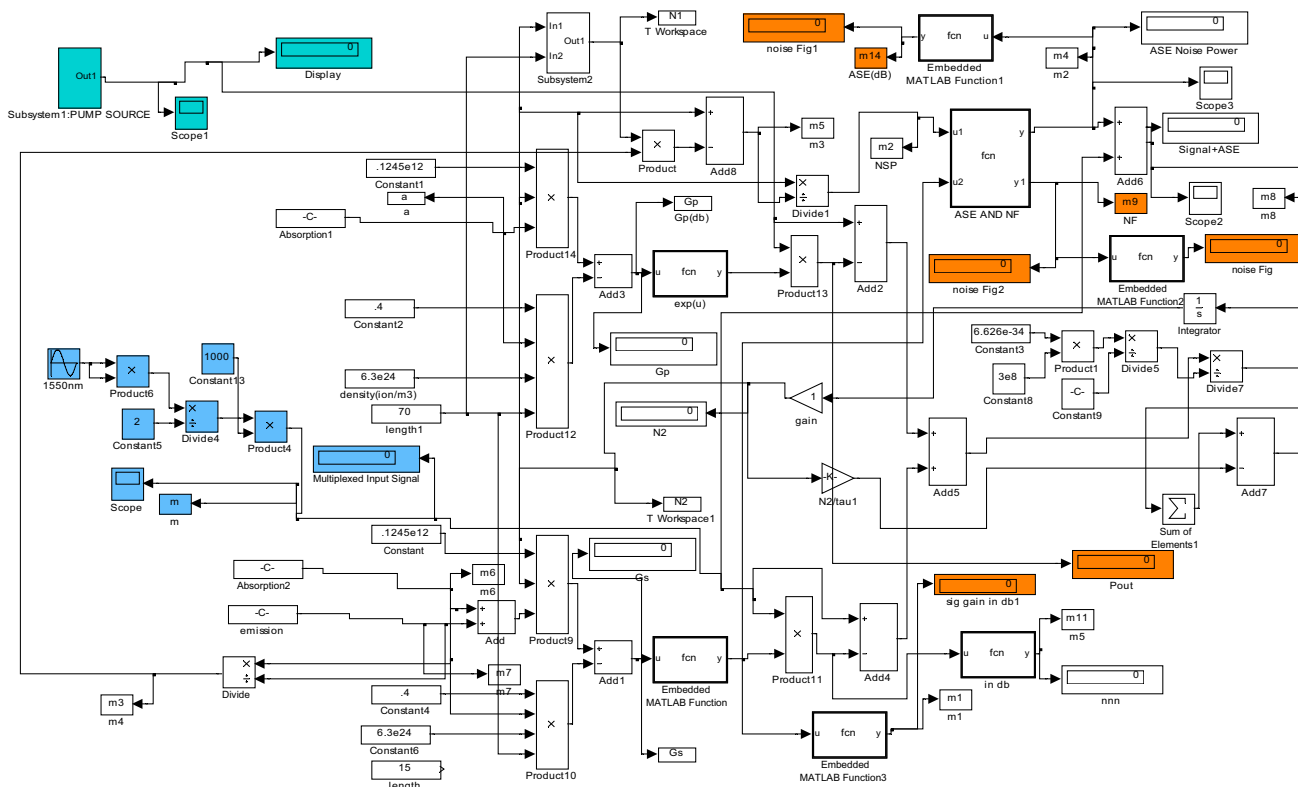 Out1
Subsystem1:PUMP SOURCE
0
Display
Scope1
In1
In2
Out1
Subsystem2
N1
T Workspace
0
noise Fig1
m14
ASE(dB)
y
fcn
u
Embedded
MATLAB Function1
m4
m2
0
ASE Noise Power
Scope3
.1245e12
Constant1
a
a
-C-
Absorption1
×
Product14
×
Product
+
−
Add8
m5
m3
×
÷
Divide1
m2
NSP
u1
u2
fcn
y
y1
ASE AND NF
+
+
Add6
0
Signal+ASE
Scope2
m8
m8
m9
NF
Gp
Gp(db)
+
−
Add3
u
fcn
y
exp(u)
×
Product13
+
−
Add2
0
noise Fig2
u
fcn
y
Embedded
MATLAB Function2
0
noise Fig
1
s
Integrator
.4
Constant2
6.3e24
density(ion/m3)
70
length1
×
Product12
0
Gp
0
N2
1
gain
6.626e-34
Constant3
3e8
Constant8
×
Product1
-C-
Constant9
×
÷
Divide5
×
÷
Divide7
1550nm
×
Product6
1000
Constant13
2
Constant5
×
÷
Divide4
×
Product4
0
Multiplexed Input Signal
Scope
m
m
N2
T Workspace1
-K-
N2/tau1
+
+
Add5
Sum of
Elements1
+
−
Add7
.1245e12
Constant
-C-
Absorption2
-C-
emission
m6
m6
+
+
Add
m7
m7
×
Product9
0
Gs
+
−
Add1
u
fcn
y
Embedded
MATLAB Function
×
Product11
+
−
Add4
0
sig gain in db1
0
Pout
u
fcn
y
in db
m11
m5
0
nnn
×
÷
Divide
m3
m4
.4
Constant4
6.3e24
Constant6
15
length
×
Product10
Gs
u
fcn
y
Embedded
MATLAB Function3
m1
m1